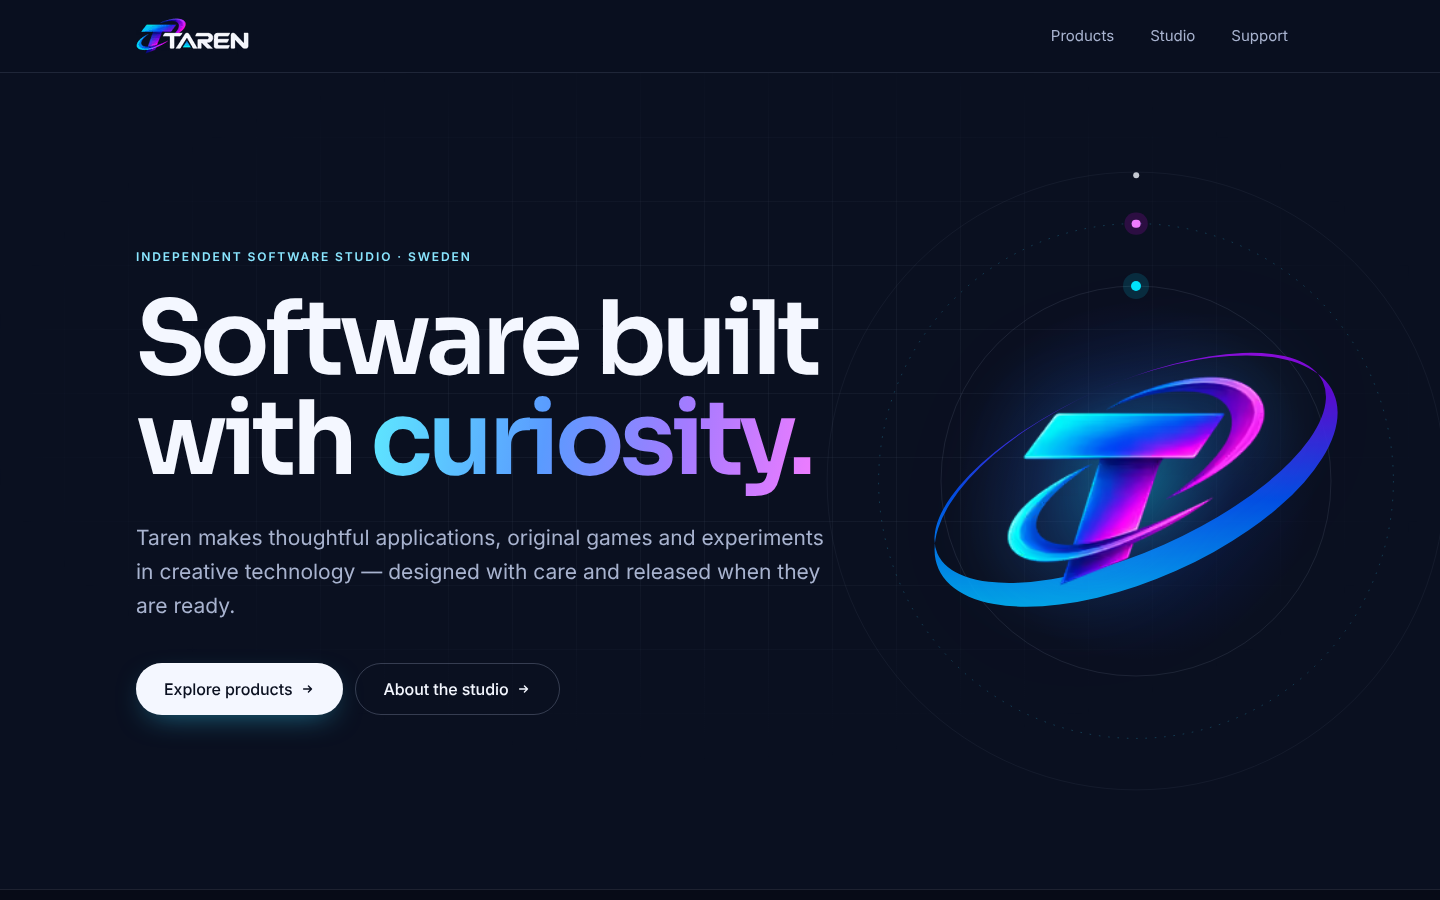 TAREN
Products
Studio
Support
INDEPENDENT SOFTWARE STUDIO · SWEDEN
Software built
with curiosity.
Taren makes thoughtful applications, original games and experiments
in creative technology — designed with care and released when they
are ready.
Explore products →
About the studio →
T